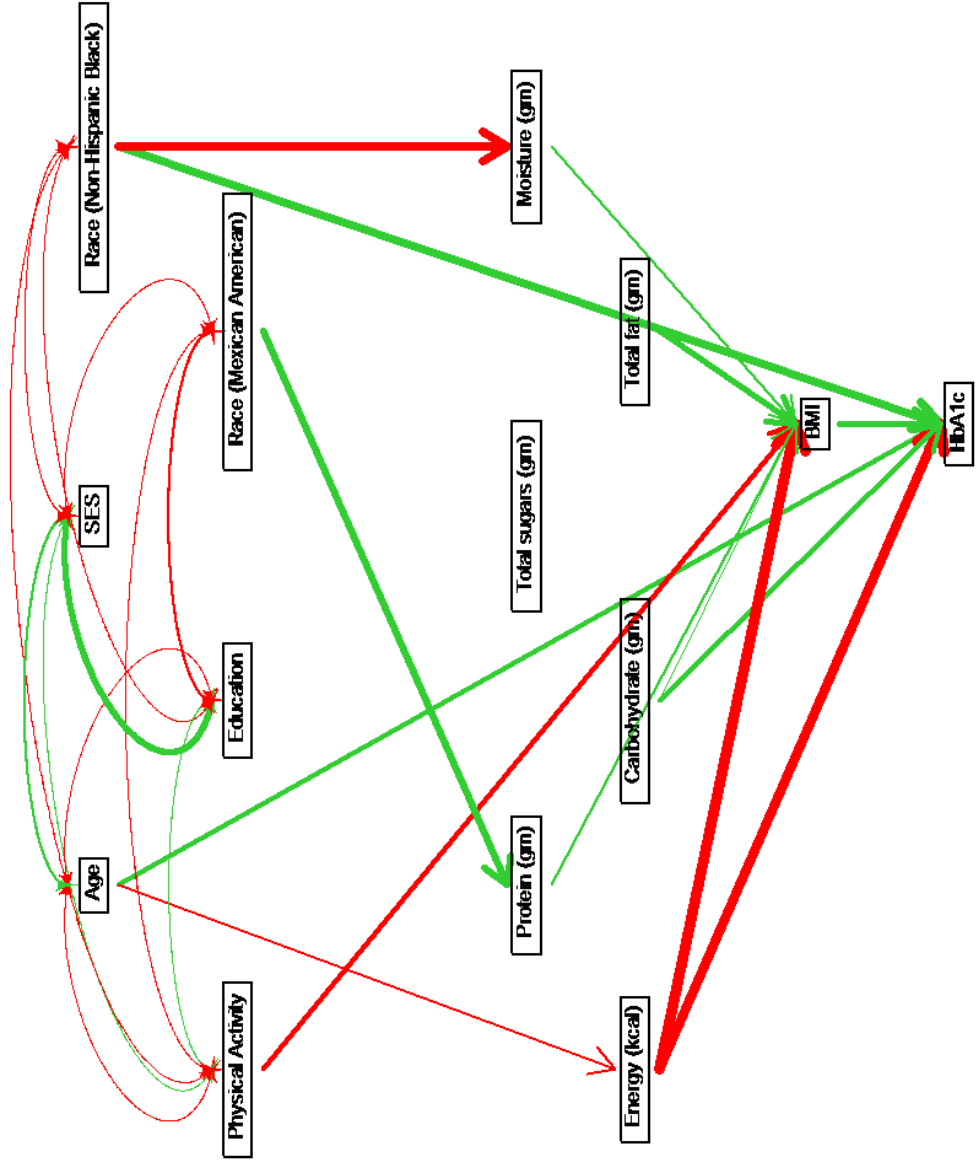 Race (Non-Hispanic Black)
SES
Age
Race (Mexican American)
Education
Physical Activity
Moisture (gm)
Total sugars (gm)
Protein (gm)
Total fat (gm)
Carbohydrate (gm)
Energy (kcal)
BMI
HbA1c